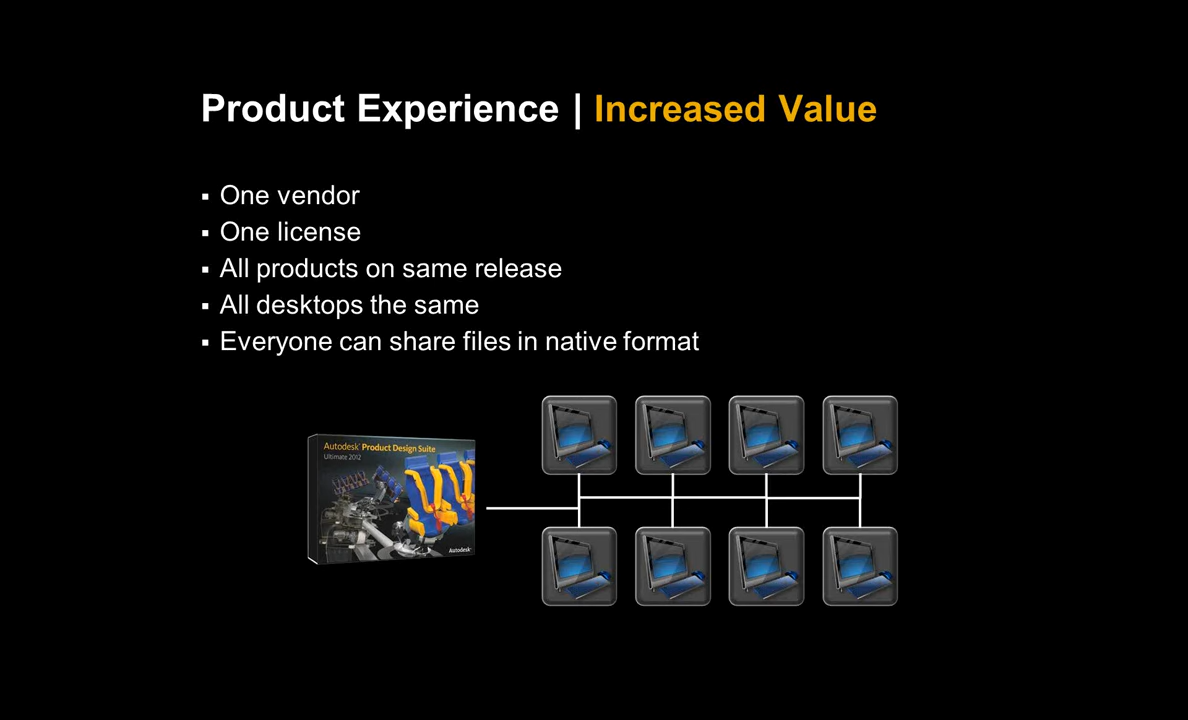 Product Experience | Increased Value
▪ One vendor
▪ One license
▪ All products on same release
▪ All desktops the same
▪ Everyone can share files in native format
Autodesk® Product Design Suite
Ultimate 2012
Autodesk®